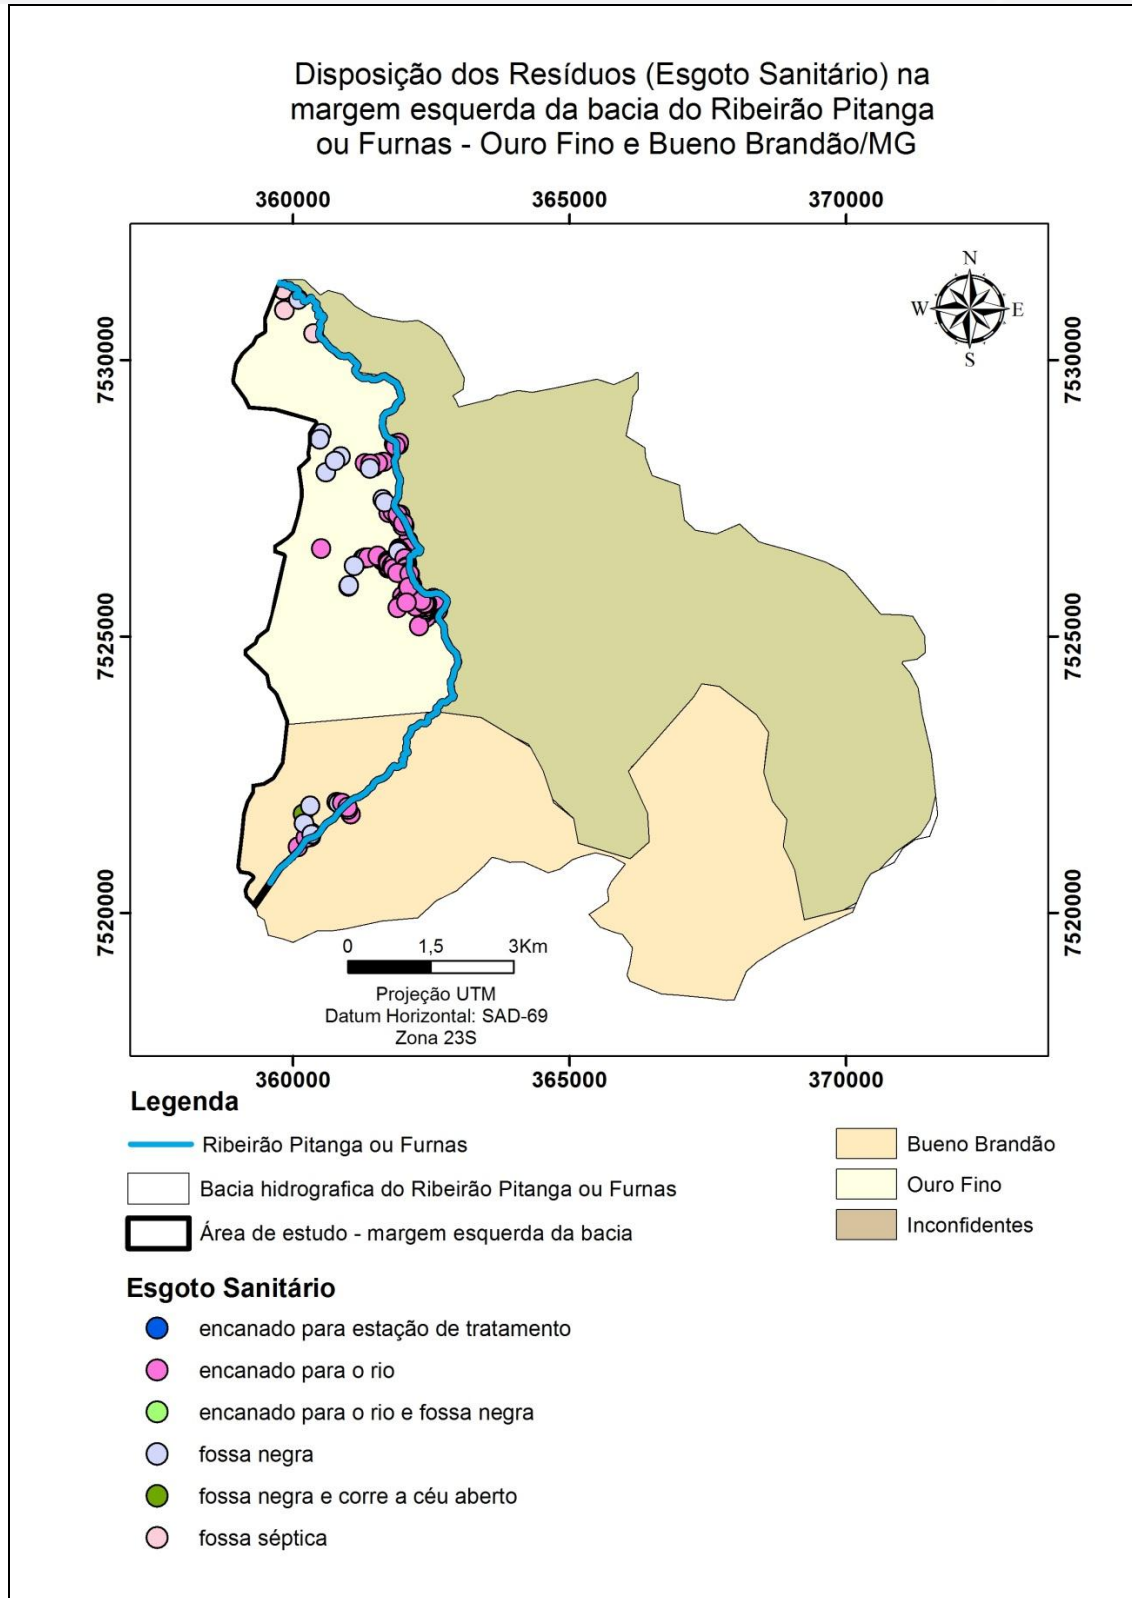 Disposição dos Resíduos (Esgoto Sanitário) na
margem esquerda da bacia do Ribeirão Pitanga
ou Furnas - Ouro Fino e Bueno Brandão/MG
360000
365000
370000
N
W
E
S
7530000
7530000
7525000
7525000
7520000
7520000
0
1,5
3Km
Projeção UTM
Datum Horizontal: SAD-69
Zona 23S
360000
365000
370000
Legenda
Ribeirão Pitanga ou Furnas
Bacia hidrografica do Ribeirão Pitanga ou Furnas
Área de estudo - margem esquerda da bacia
Bueno Brandão
Ouro Fino
Inconfidentes
Esgoto Sanitário
encanado para estação de tratamento
encanado para o rio
encanado para o rio e fossa negra
fossa negra
fossa negra e corre a céu aberto
fossa séptica